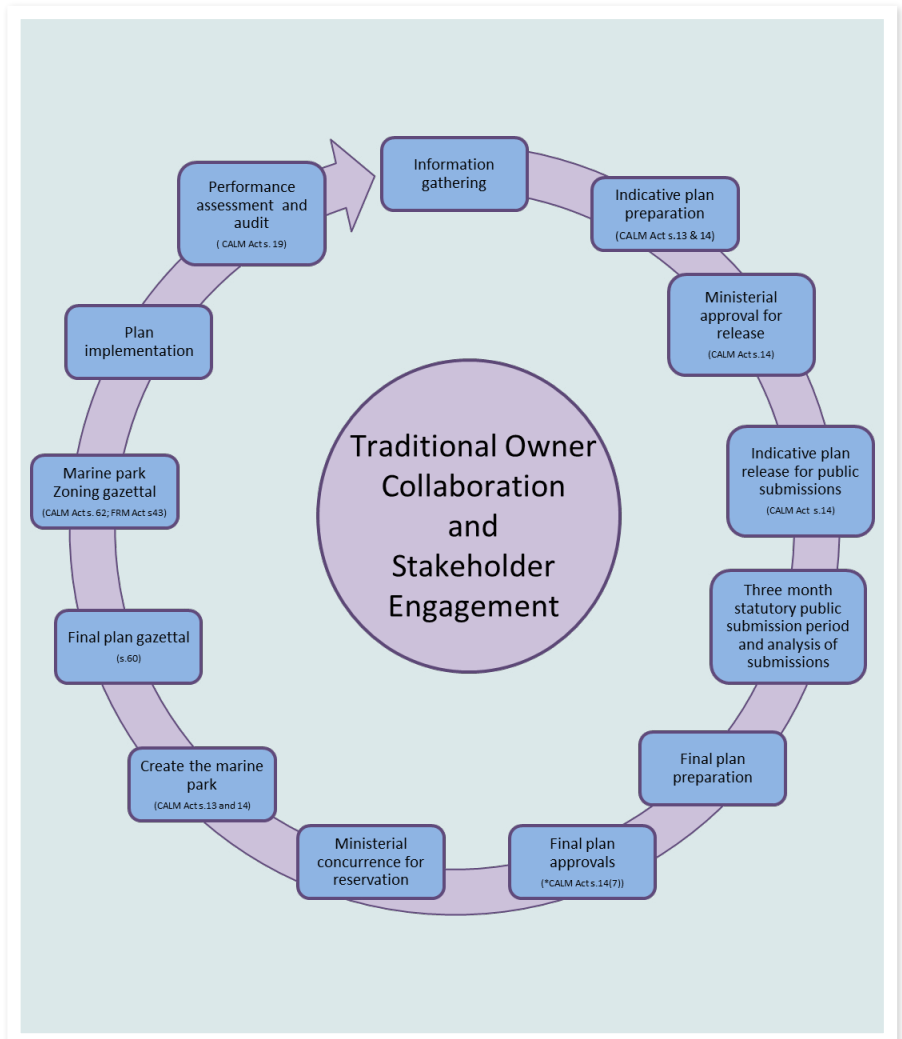 Information
gathering
Indicative plan
preparation
(CALM Act s.13 & 14)
Ministerial
approval for
release
(CALM Act s.14)
Indicative plan
release for public
submissions
(CALM Act s.14)
Three month
statutory public
submission period
and analysis of
submissions
Final plan
preparation
Final plan
approvals
(*CALM Act s.14(7))
Ministerial
concurrence for
reservation
Create the marine
park
(CALM Act s.13 and 14)
Final plan gazettal
(s.60)
Marine park
Zoning gazettal
(CALM Act s. 62; FRM Act s43)
Plan
implementation
Performance
assessment and
audit
( CALM Act s. 19)
Traditional Owner
Collaboration
and
Stakeholder
Engagement